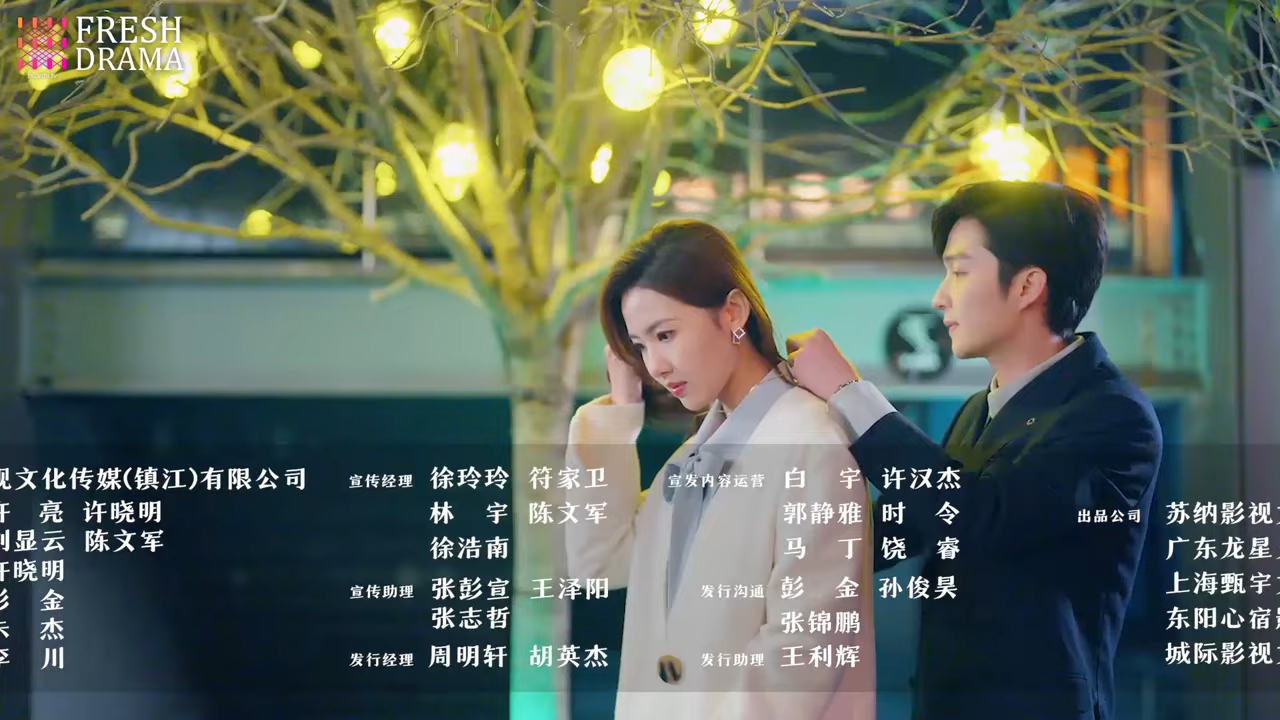 FRESH
DRAMA
视文化传媒(镇江)有限公司
许 亮 许晓明
刘显云 陈文军
许晓明
彭 金
朱 杰
李 川
宣传经理 徐玲玲 符家卫
林 宇 陈文军
徐浩南
宣传助理 张彭宣 王泽阳
张志哲
发行经理 周明轩 胡英杰
宣发内容运营 白 宇 许汉杰
郭静雅 时 令
马 丁 饶 睿
发行沟通 彭 金 孙俊昊
张锦鹏
发行助理 王利辉
出品公司 苏纳影视
广东龙星
上海甄宇
东阳心宿
城际影视